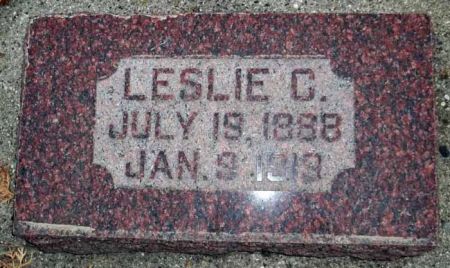 LESLIE C.
JULY 19, 1888
JAN. 9, 1919